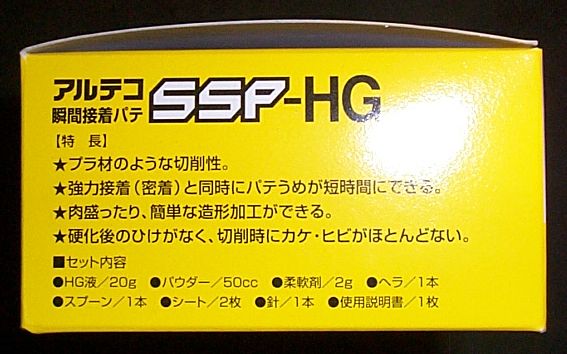 アルテコ
瞬間接着パテ SSP-HG
【特 長】
★プラ材のような切削性。
★強力接着（密着）と同時にパテうめが短時間にできる。
★肉盛ったり、簡単な造形加工ができる。
★硬化後のひけがなく、切削時にカケ・ヒビがほとんどない。
■セット内容
●HG液／20g ●パウダー／50cc ●柔軟剤／2g ●ヘラ／1本
●スプーン／1本 ●シート／2枚 ●針／1本 ●使用説明書／1枚